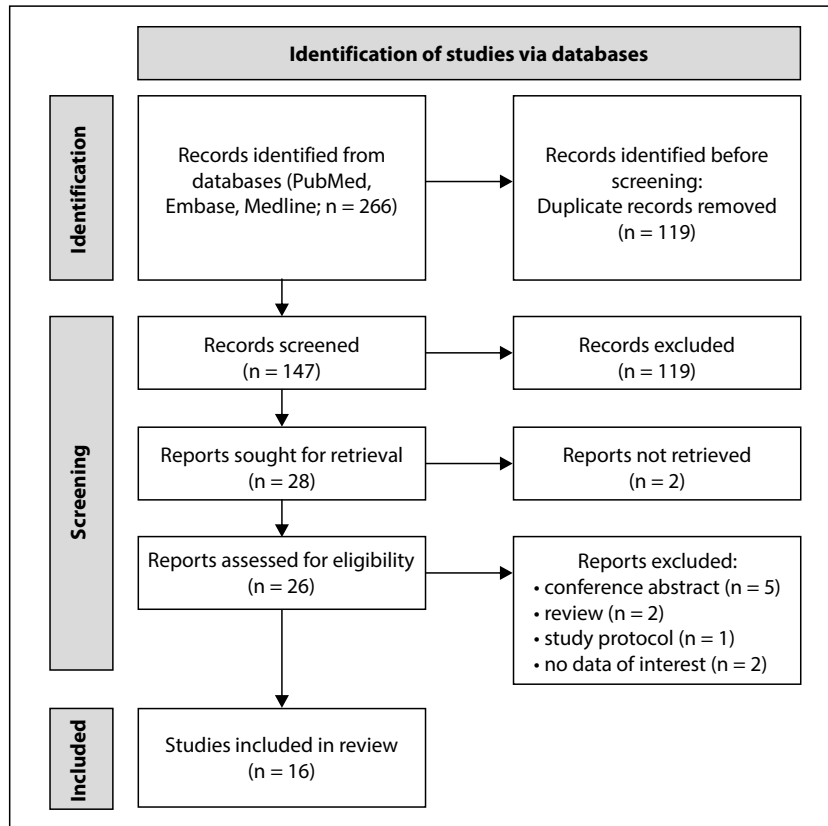 Identification of studies via databases
Identification
Records identified from
databases (PubMed,
Embase, Medline; n = 266)
Records identified before
screening:
Duplicate records removed
(n = 119)
Screening
Records screened
(n = 147)
Records excluded
(n = 119)
Reports sought for retrieval
(n = 28)
Reports not retrieved
(n = 2)
Reports assessed for eligibility
(n = 26)
Reports excluded:
• conference abstract (n = 5)
• review (n = 2)
• study protocol (n = 1)
• no data of interest (n = 2)
Included
Studies included in review
(n = 16)